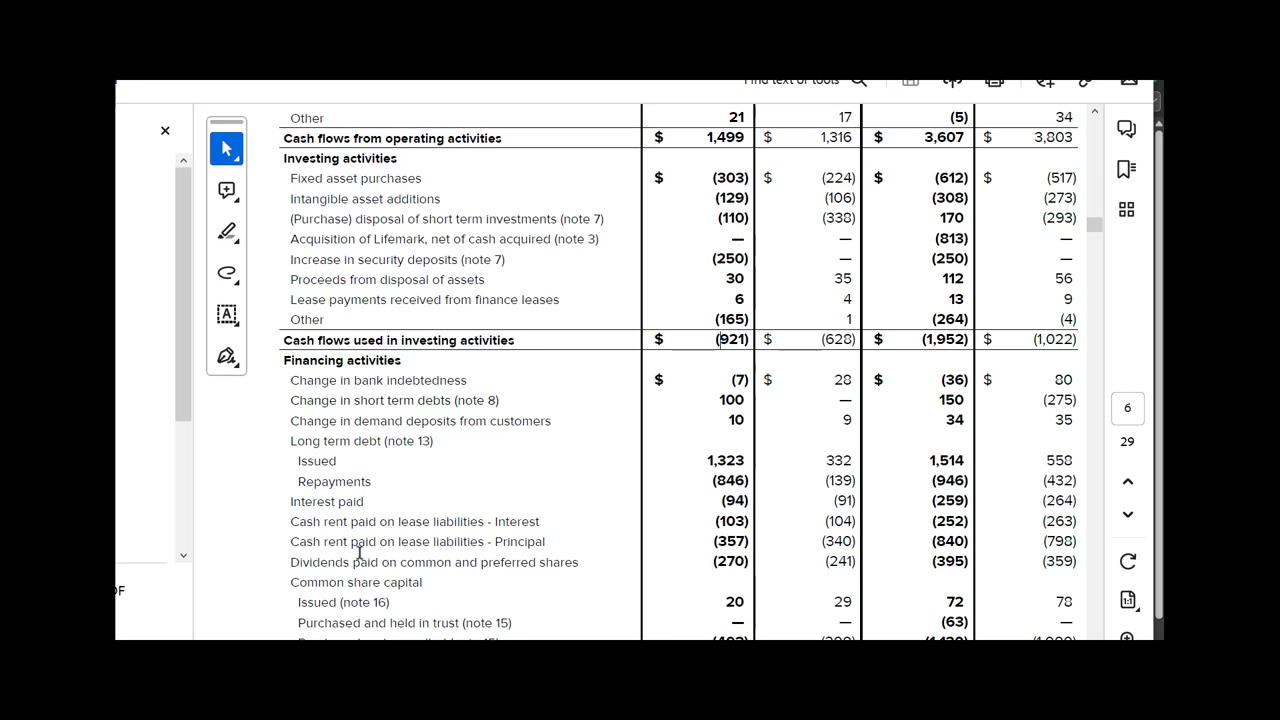 Find text or tools
Other 21 17 (5) 34
Cash flows from operating activities $ 1,499 $ 1,316 $ 3,607 $ 3,803
Investing activities
Fixed asset purchases $ (303) $ (224) $ (612) $ (517)
Intangible asset additions (129) (106) (308) (273)
(Purchase) disposal of short term investments (note 7) (110) (338) 170 (293)
Acquisition of Lifemark, net of cash acquired (note 3) — — (813) —
Increase in security deposits (note 7) (250) — (250) —
Proceeds from disposal of assets 30 35 112 56
Lease payments received from finance leases 6 4 13 9
Other (165) 1 (264) (4)
Cash flows used in investing activities $ (921) $ (628) $ (1,952) $ (1,022)
Financing activities
Change in bank indebtedness $ (7) $ 28 $ (36) $ 80
Change in short term debts (note 8) 100 — 150 (275)
6
Change in demand deposits from customers 10 9 34 35
Long term debt (note 13)
29
Issued 1,323 332 1,514 558
Repayments (846) (139) (946) (432)
Interest paid (94) (91) (259) (264)
Cash rent paid on lease liabilities - Interest (103) (104) (252) (263)
Cash rent paid on lease liabilities - Principal (357) (340) (840) (798)
Dividends paid on common and preferred shares (270) (241) (395) (359)
Common share capital
DF
Issued (note 16) 20 29 72 78
1:1
Purchased and held in trust (note 15) — — (63) —